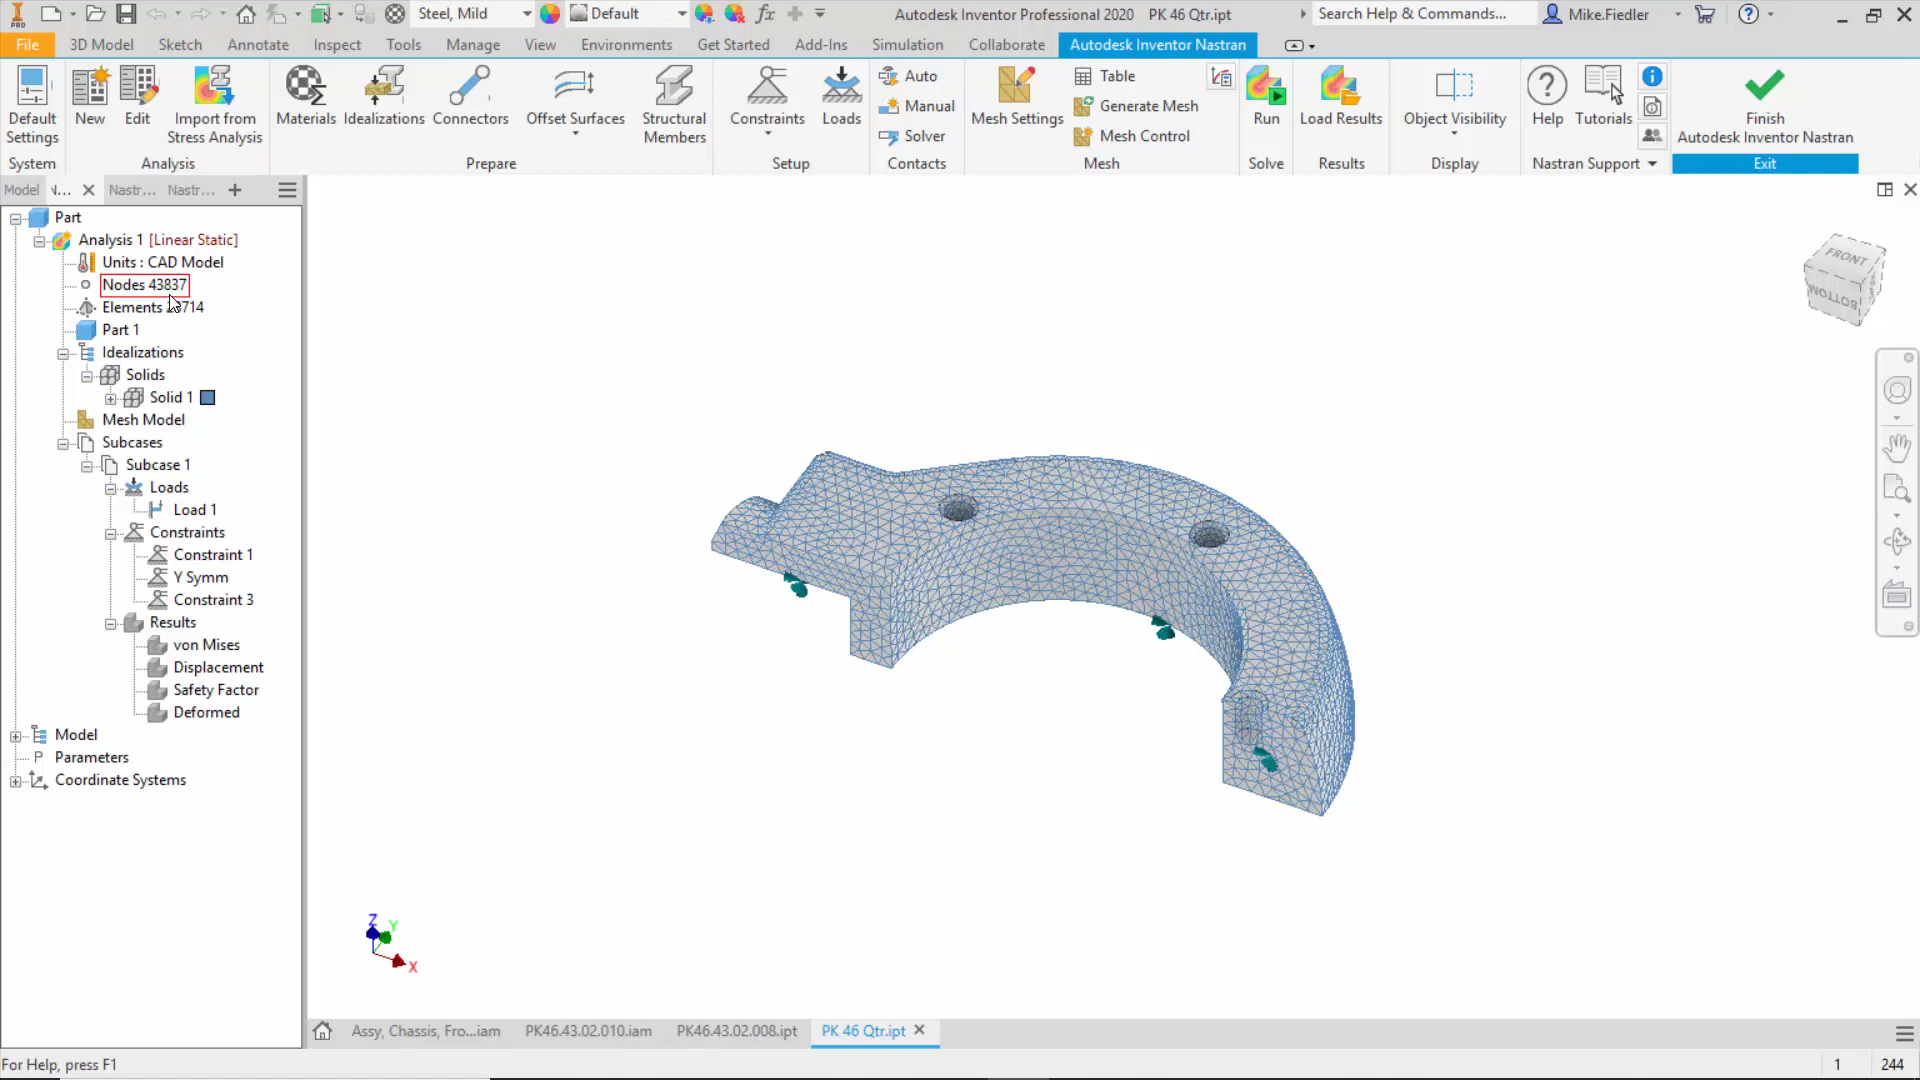 Steel, Mild
Default
Autodesk Inventor Professional 2020 PK 46 Qtr.ipt
Search Help & Commands...
Mike.Fiedler
PRO
File
3D Model
Sketch
Annotate
Inspect
Tools
Manage
View
Environments
Get Started
Add-Ins
Simulation
Collaborate
Autodesk Inventor Nastran
Default Settings
New
Edit
Import from Stress Analysis
Materials
Idealizations
Connectors
Offset Surfaces
Structural Members
Constraints
Loads
Auto
Manual
Solver
Mesh Settings
Table
Generate Mesh
Mesh Control
Run
Load Results
Object Visibility
Help
Tutorials
Finish
Autodesk Inventor Nastran
System
Analysis
Prepare
Setup
Contacts
Mesh
Solve
Results
Display
Nastran Support
Exit
Model
Nastr...
Nastr...
Part
Analysis 1 [Linear Static]
Units : CAD Model
Nodes 43837
Elements
Part 1
Idealizations
Solids
Solid 1
Mesh Model
Subcases
Subcase 1
Loads
Load 1
Constraints
Constraint 1
Y Symm
Constraint 3
Results
von Mises
Displacement
Safety Factor
Deformed
Model
Parameters
Coordinate Systems
FRONT
BOTTOM
Z
Y
X
Assy, Chassis, Fro...iam
PK46.43.02.010.iam
PK46.43.02.008.ipt
PK 46 Qtr.ipt
For Help, press F1
1
244